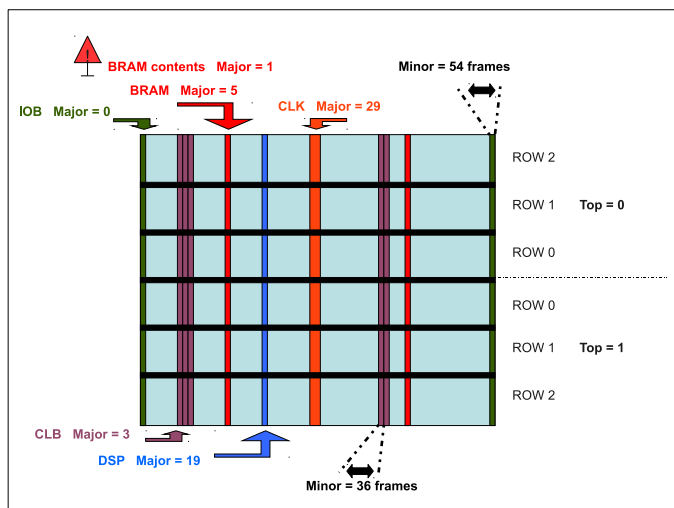 !
BRAM contents Major = 1
Minor = 54 frames
BRAM Major = 5
IOB Major = 0
CLK Major = 29
ROW 2
ROW 1 Top = 0
ROW 0
ROW 0
ROW 1 Top = 1
ROW 2
CLB Major = 3
DSP Major = 19
Minor = 36 frames